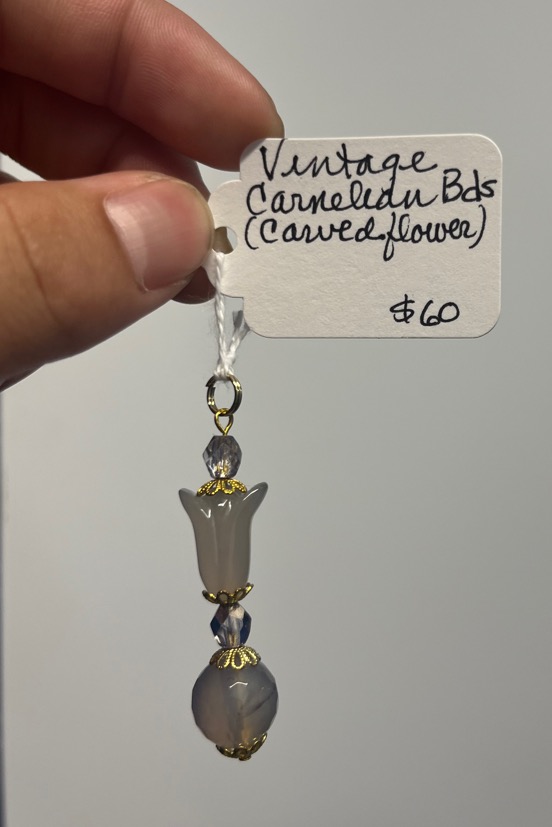 Vintage
Carnelian Bds
(Carved flower)
$60